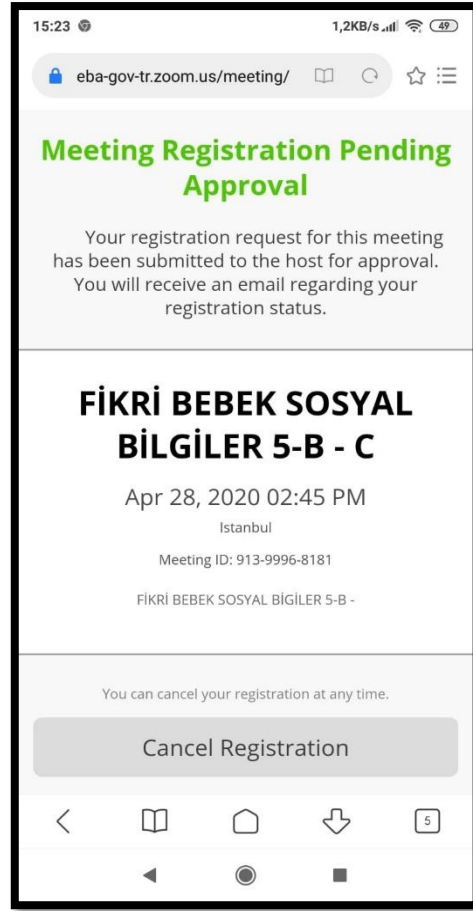 15:23 1,2KB/s 49
eba-gov-tr.zoom.us/meeting/
Meeting Registration Pending
Approval
Your registration request for this meeting
has been submitted to the host for approval.
You will receive an email regarding your
registration status.
FİKRİ BEBEK SOSYAL
BİLGİLER 5-B - C
Apr 28, 2020 02:45 PM
Istanbul
Meeting ID: 913-9996-8181
FİKRİ BEBEK SOSYAL BİGİLER 5-B -
You can cancel your registration at any time.
Cancel Registration
5